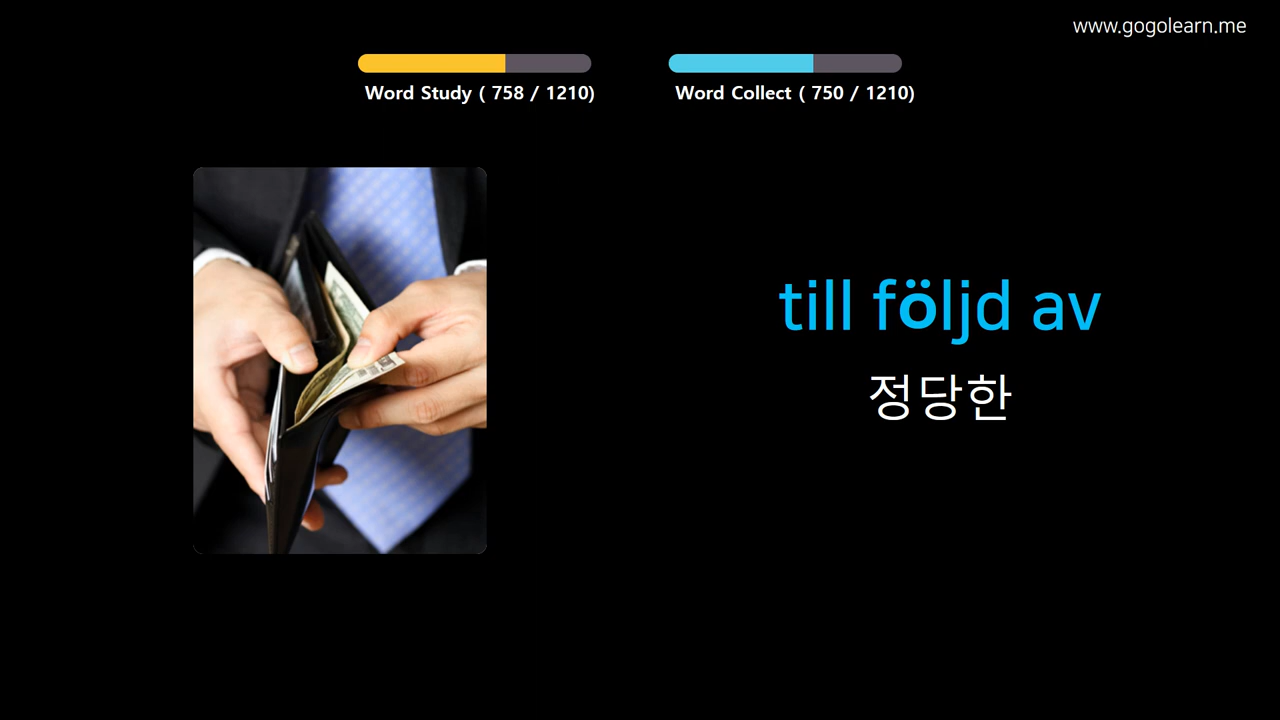 www.gogolearn.me
Word Study ( 758 / 1210)
Word Collect ( 750 / 1210)
till följd av
정당한